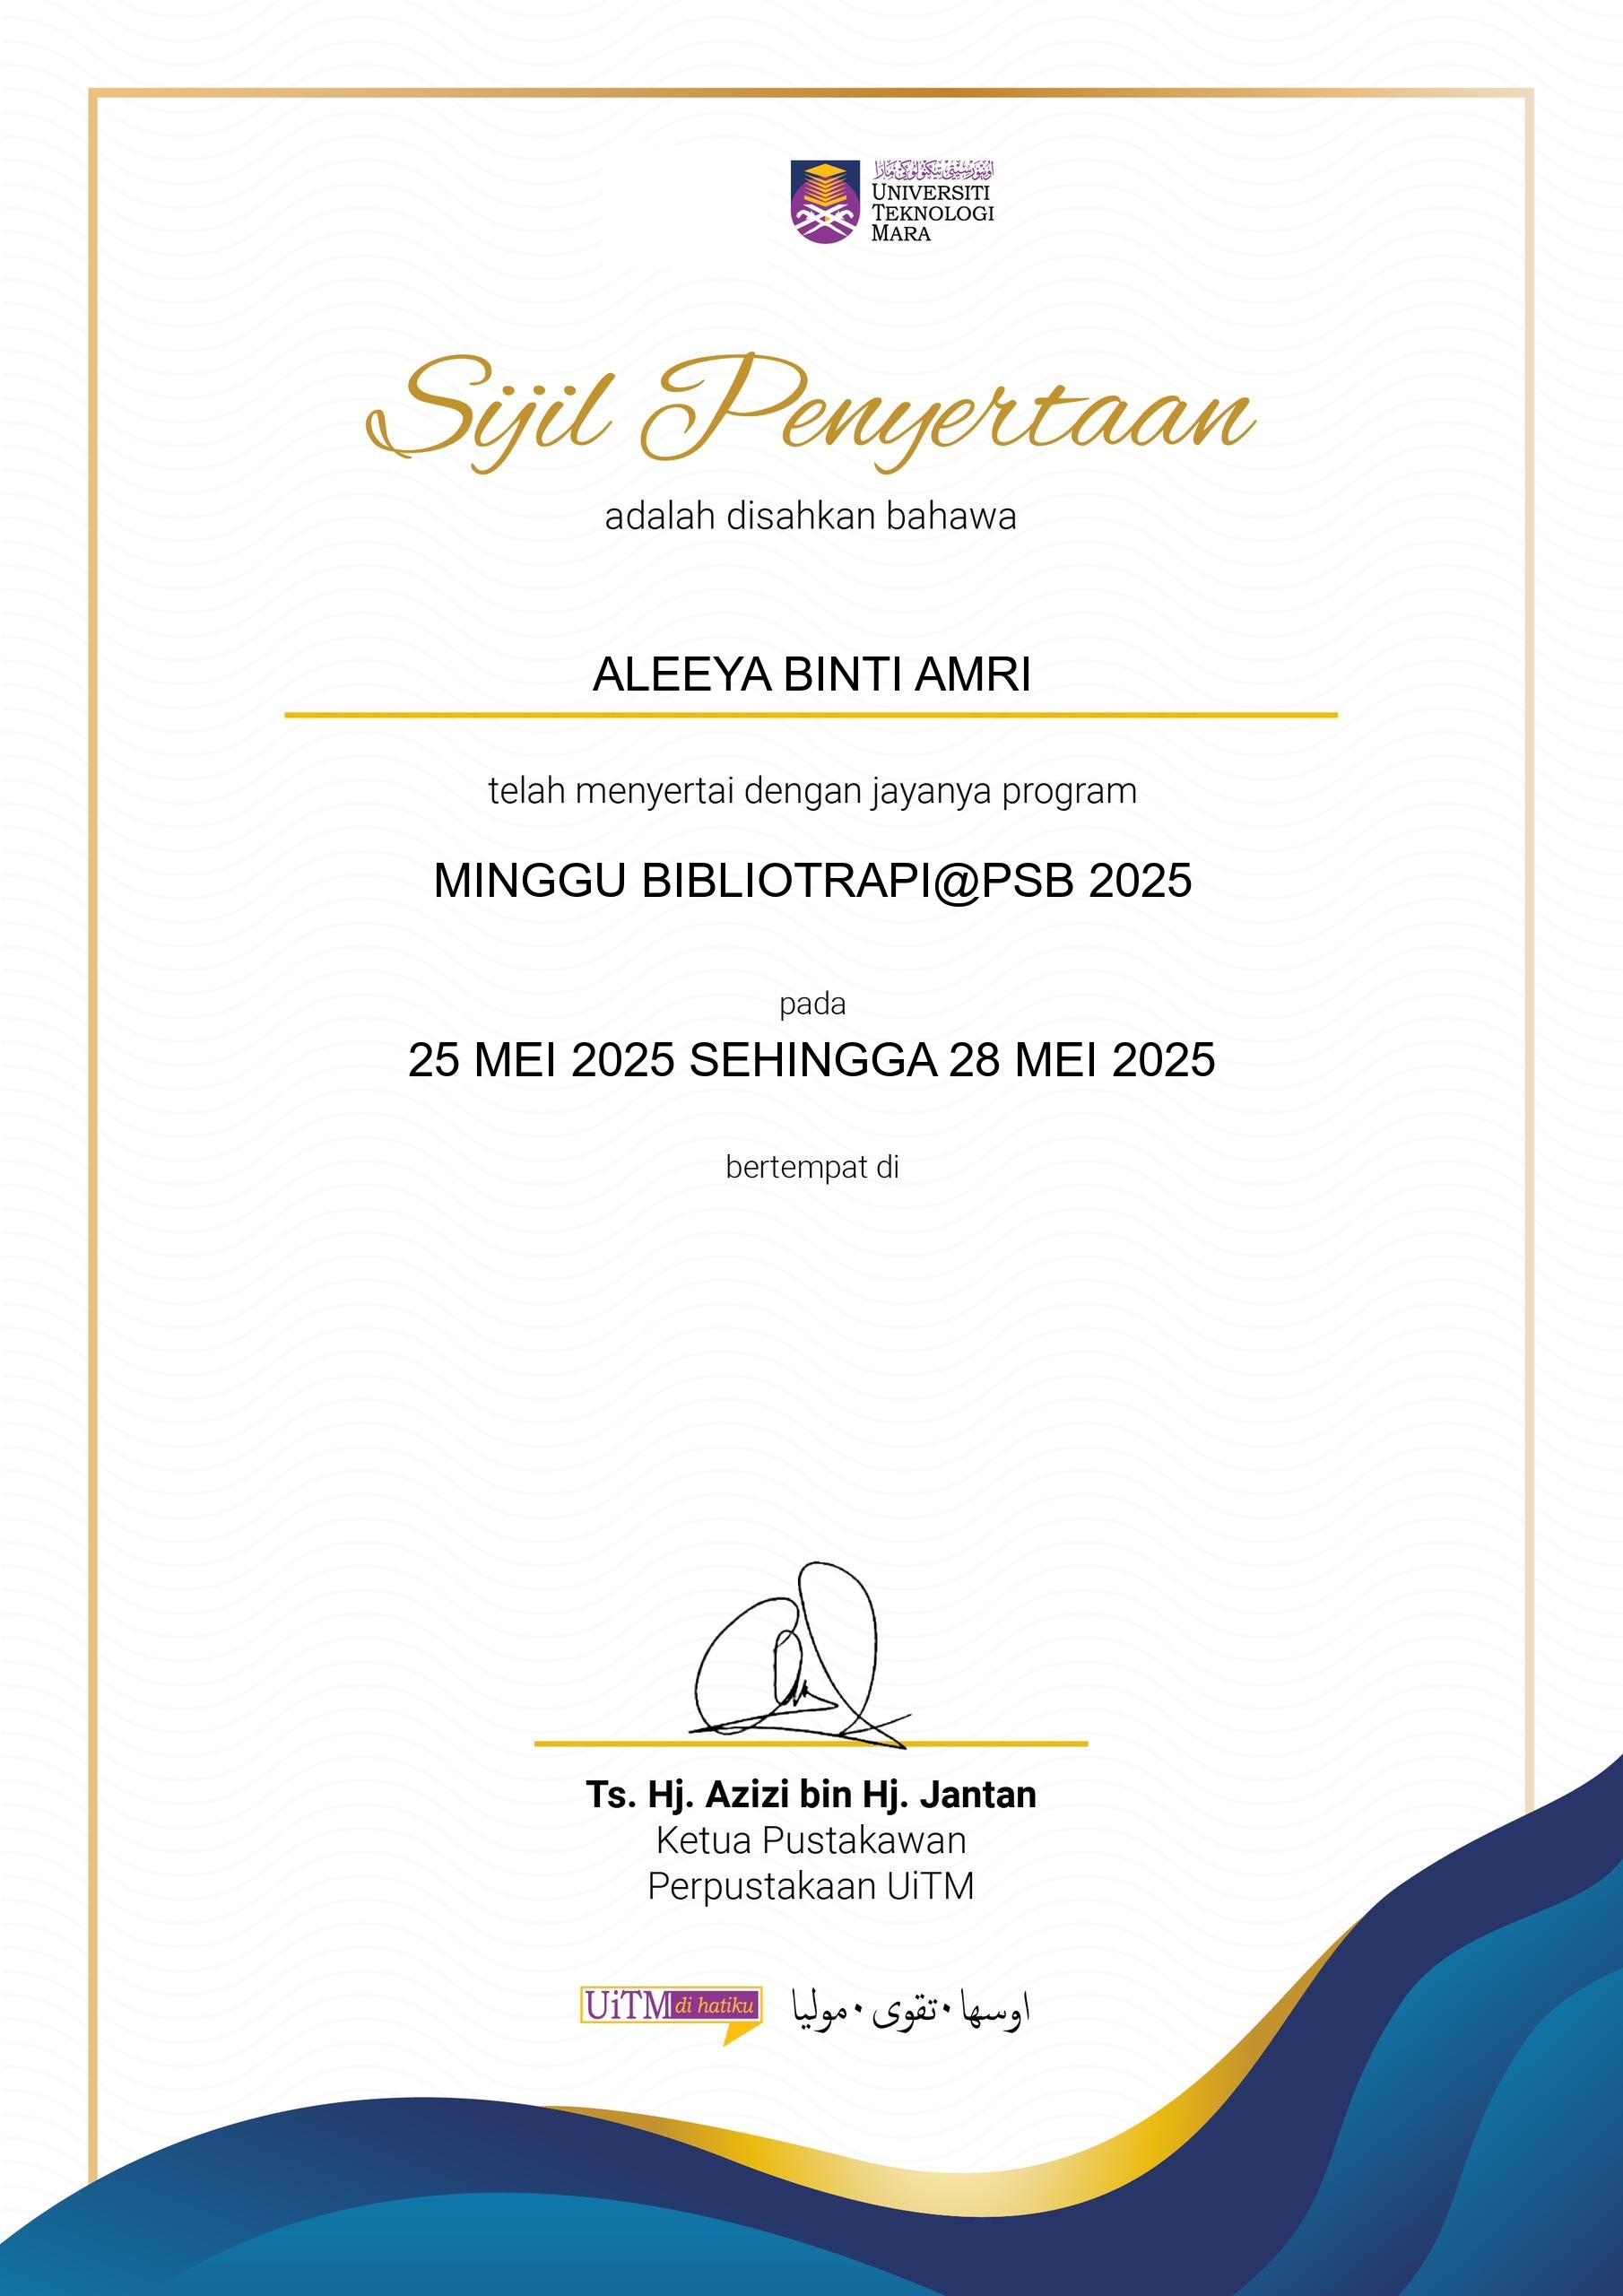 اونيۏرسيتي تيكنولوڬي مارا
UNIVERSITI
TEKNOLOGI
MARA
Sijil Penyertaan
adalah disahkan bahawa
ALEEYA BINTI AMRI
telah menyertai dengan jayanya program
MINGGU BIBLIOTRAPI@PSB 2025
pada
25 MEI 2025 SEHINGGA 28 MEI 2025
bertempat di
Ts. Hj. Azizi bin Hj. Jantan
Ketua Pustakawan
Perpustakaan UiTM
UiTM di hatiku
اوسها • تقوى • موليا